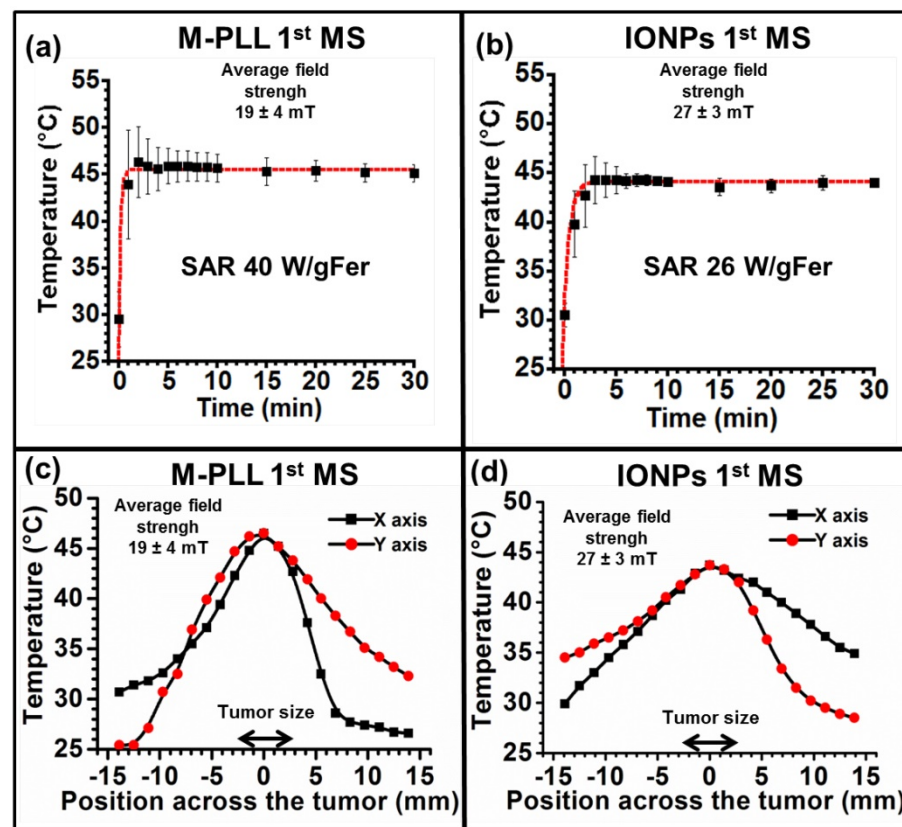 (a)
M-PLL 1st MS
Average field
strengh
19 ± 4 mT
Temperature (°C)
55
50
45
40
35
30
25
SAR 40 W/gFer
0 5 10 15 20 25 30
Time (min)
(b)
IONPs 1st MS
Average field
strengh
27 ± 3 mT
Temperature (°C)
55
50
45
40
35
30
25
SAR 26 W/gFer
0 5 10 15 20 25 30
Time (min)
(c)
M-PLL 1st MS
Average field
strengh
19 ± 4 mT
X axis
Y axis
Temperature (°C)
50
45
40
35
30
25
Tumor size
-15 -10 -5 0 5 10 15
Position across the tumor (mm)
(d)
IONPs 1st MS
Average field
strengh
27 ± 3 mT
X axis
Y axis
Temperature (°C)
50
45
40
35
30
25
Tumor size
-15 -10 -5 0 5 10 15
Position across the tumor (mm)